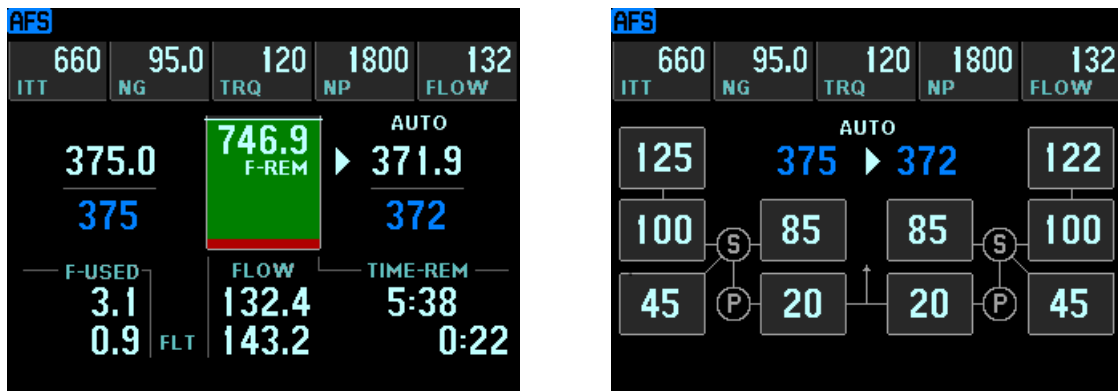 AFS
660 95.0 120 1800 132
ITT NG TRQ NP FLOW
AUTO
375.0 746.9 371.9
F-REM
375 372
F-USED FLOW TIME-REM
3.1 132.4 5:38
0.9 FLT 143.2 0:22
AFS
660 95.0 120 1800 132
ITT NG TRQ NP FLOW
AUTO
125 375 372 122
100 S 85 85 S 100
45 P 20 20 P 45